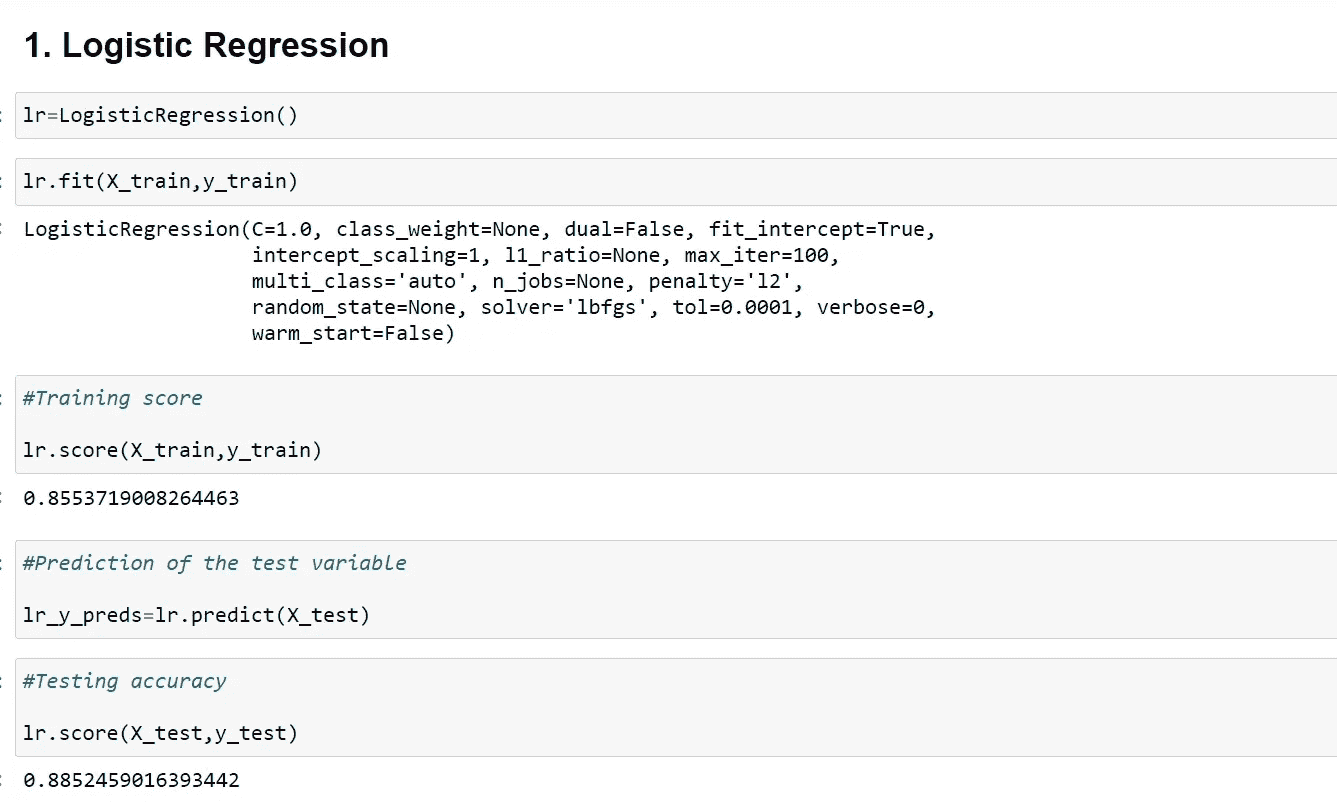 1. Logistic Regression
lr=LogisticRegression()
lr.fit(X_train,y_train)
LogisticRegression(C=1.0, class_weight=None, dual=False, fit_intercept=True,
intercept_scaling=1, l1_ratio=None, max_iter=100,
multi_class='auto', n_jobs=None, penalty='l2',
random_state=None, solver='lbfgs', tol=0.0001, verbose=0,
warm_start=False)
#Training score
lr.score(X_train,y_train)
0.8553719008264463
#Prediction of the test variable
lr_y_preds=lr.predict(X_test)
#Testing accuracy
lr.score(X_test,y_test)
0.8852459016393442